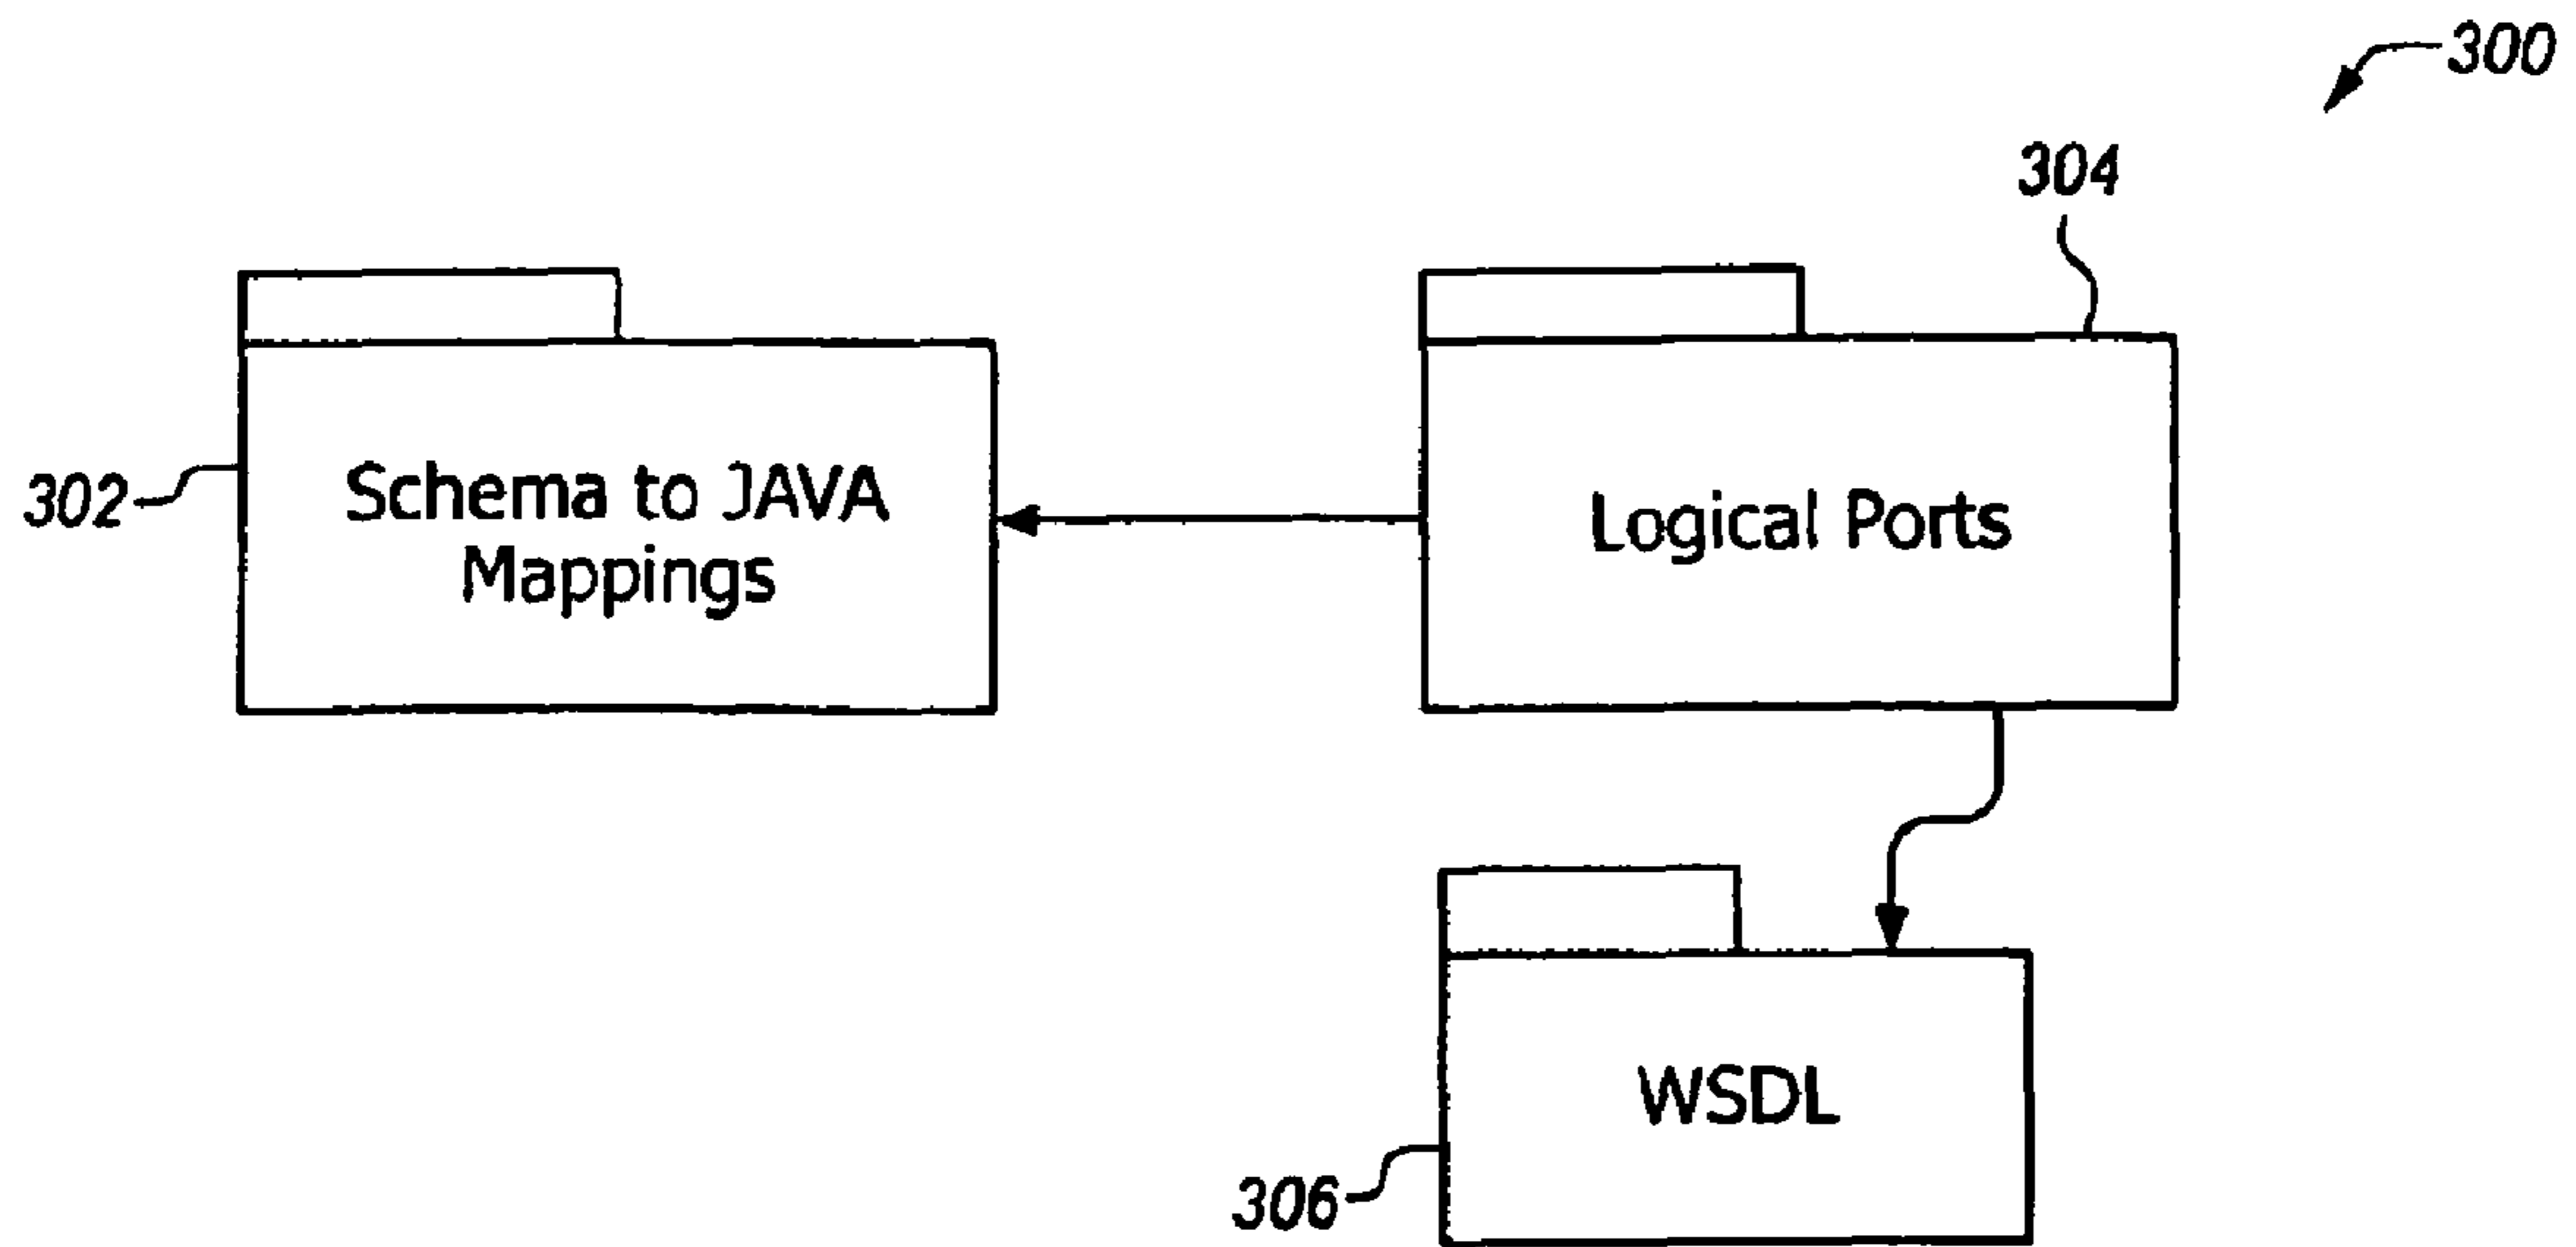 300
304
302
Schema to JAVA
Mappings
Logical Ports
WSDL
306